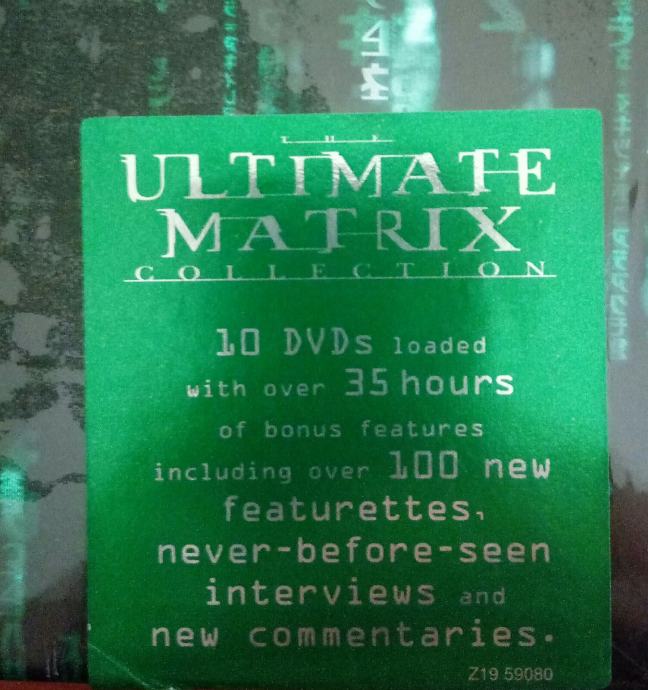 THE
ULTIMATE
MATRIX
COLLECTION
10 DVDs loaded
with over 35 hours
of bonus features
including over 100 new
featurettes,
never-before-seen
interviews and
new commentaries.
Z19 59080